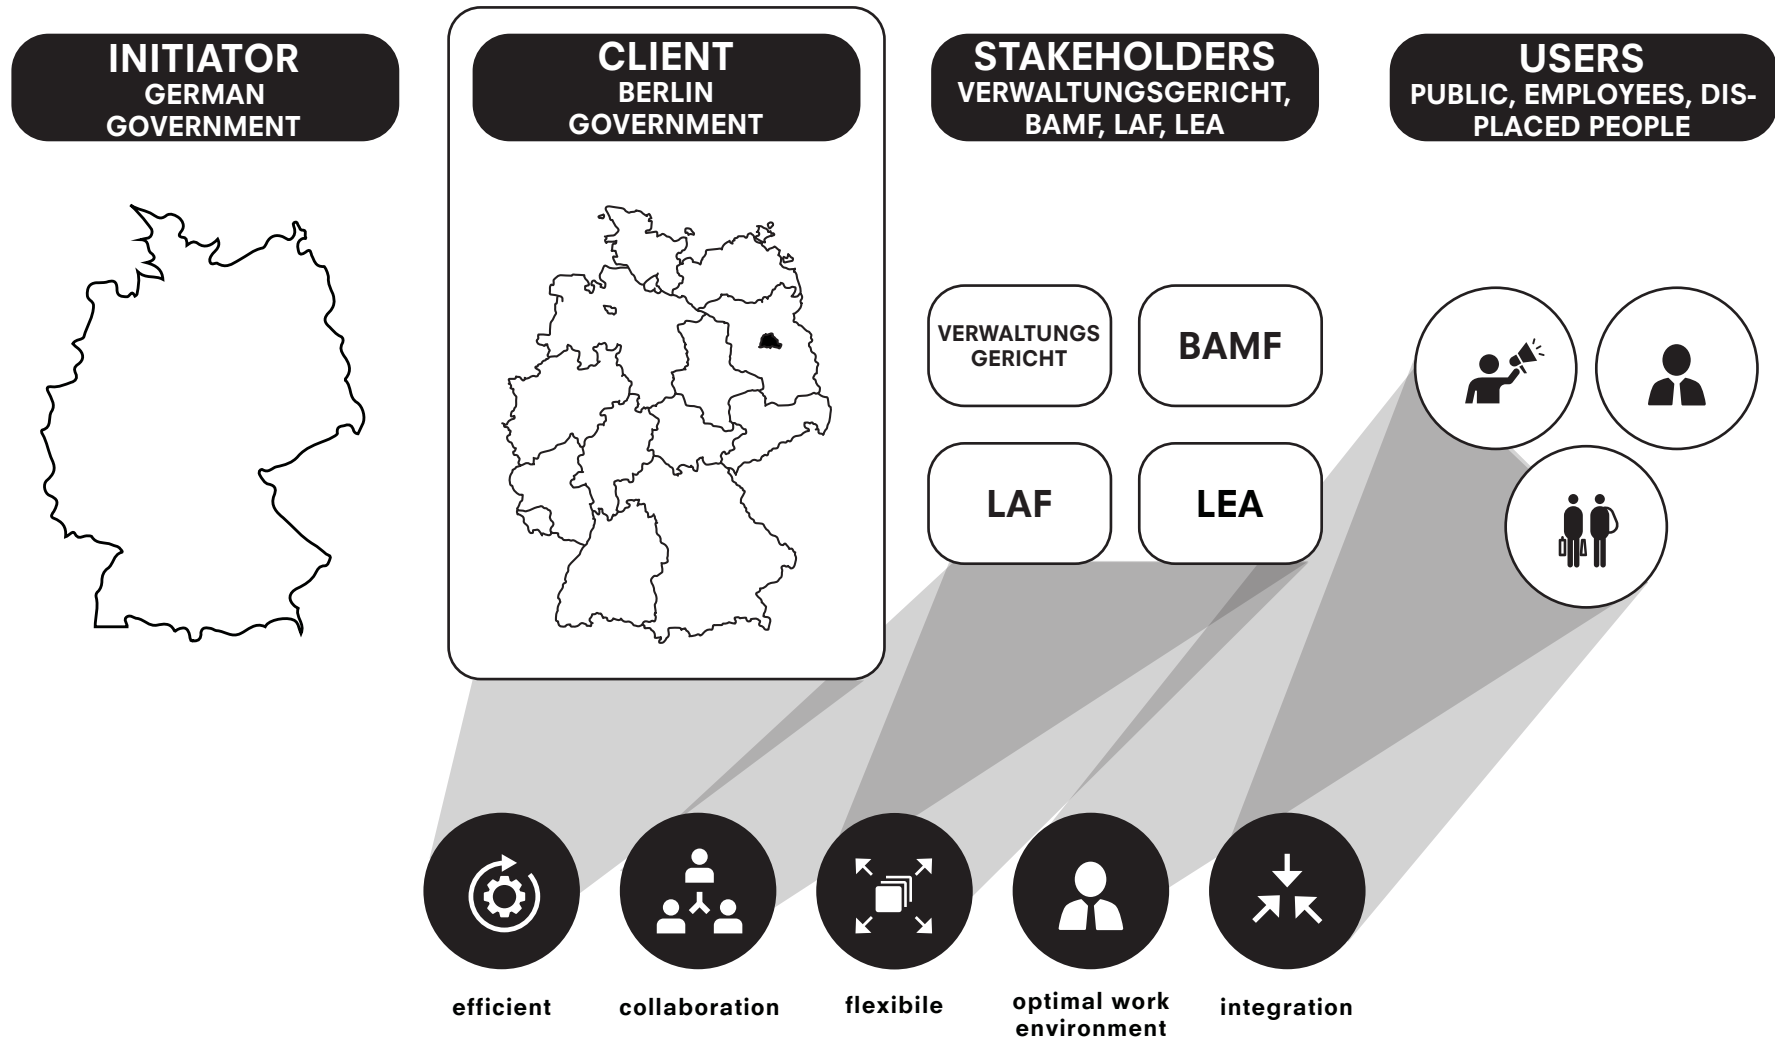 INITIATOR
GERMAN
GOVERNMENT
CLIENT
BERLIN
GOVERNMENT
STAKEHOLDERS
VERWALTUNGSGERICHT,
BAMF, LAF, LEA
USERS
PUBLIC, EMPLOYEES, DIS-
PLACED PEOPLE
VERWALTUNGS
GERICHT
BAMF
LAF
LEA
efficient
collaboration
flexibile
optimal work
environment
integration